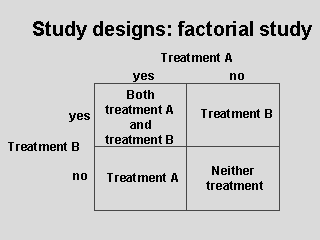 Study designs: factorial study
Treatment A
yes no
yes
Both
treatment A
and
treatment B
Treatment B
Treatment B
no
Treatment A
Neither
treatment